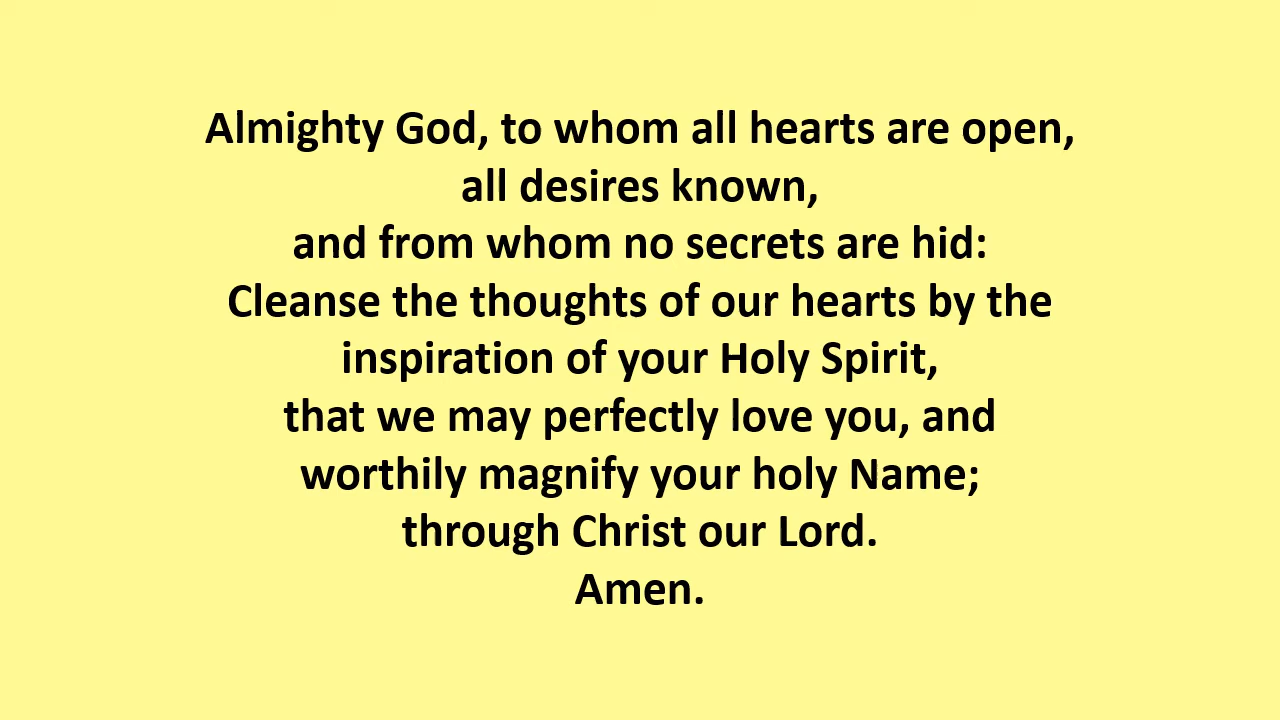 Almighty God, to whom all hearts are open,
all desires known,
and from whom no secrets are hid:
Cleanse the thoughts of our hearts by the
inspiration of your Holy Spirit,
that we may perfectly love you, and
worthily magnify your holy Name;
through Christ our Lord.
Amen.